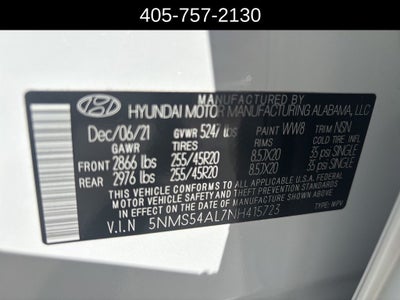 405-757-2130
HYUNDAI MOTOR MANUFACTURING ALABAMA, LLC
Dec/06/21 GVWR 5247 lbs PAINT WW8 TRIM NSN
GAWR TIRES RIMS COLD TIRE INFL.
FRONT 2866 lbs 255/45R20 8.5JX20 35 psi SINGLE
REAR 2976 lbs 255/45R20 8.5JX20 35 psi SINGLE
THIS VEHICLE CONFORMS TO ALL APPLICABLE U.S. FEDERAL
MOTOR VEHICLE SAFETY AND THEFT PREVENTION STANDARDS
IN EFFECT ON THE DATE OF MANUFACTURE SHOWN ABOVE.
V.I.N 5NMS54AL7NH415723 TYPE: MPV